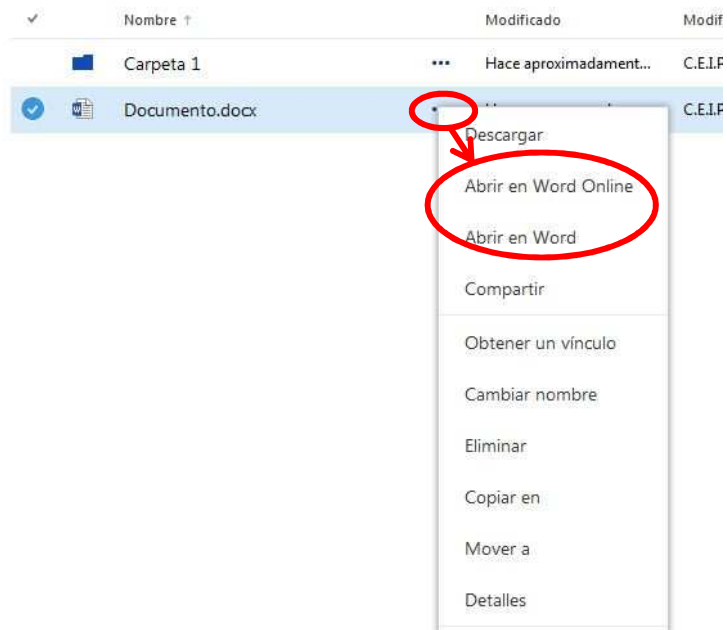 Nombre ↑ Modificado Modif
Carpeta 1 ••• Hace aproximadament... C.E.I.P
Documento.docx C.E.I.P
Descargar
Abrir en Word Online
Abrir en Word
Compartir
Obtener un vínculo
Cambiar nombre
Eliminar
Copiar en
Mover a
Detalles